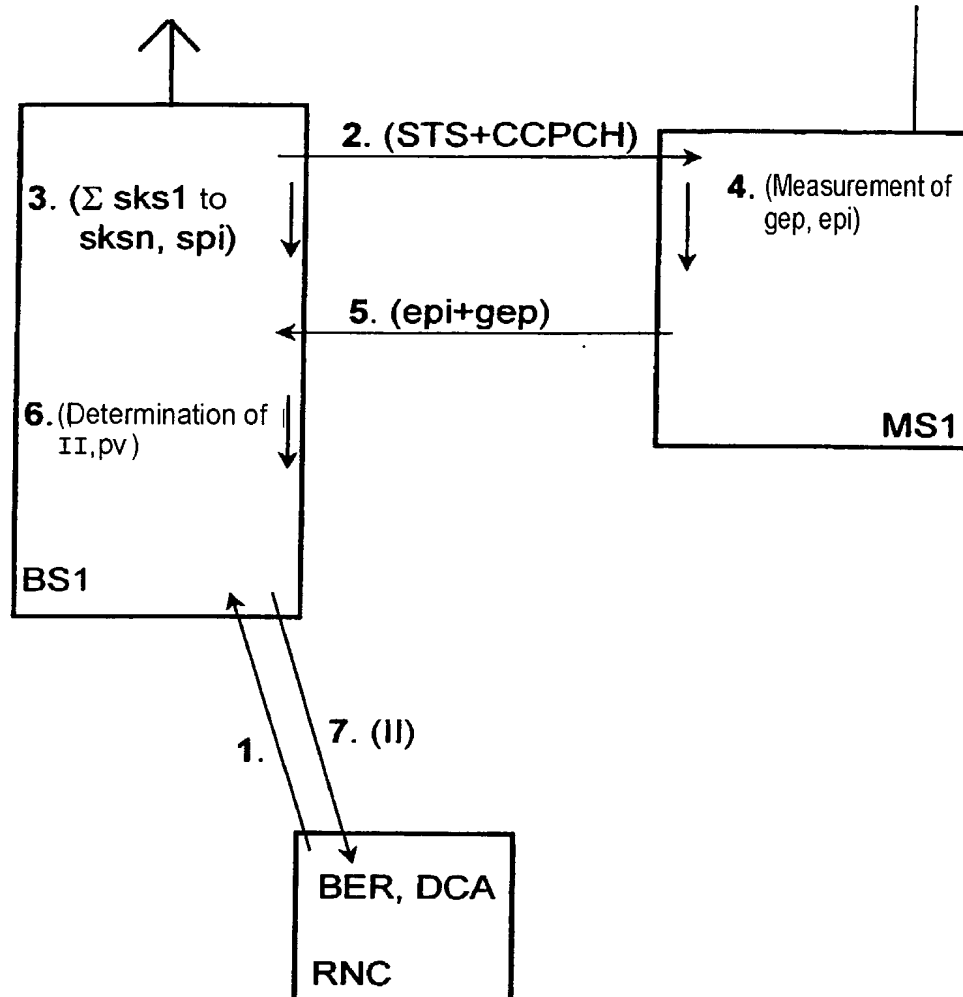 2. (STS+CCPCH)
3. (Σ sks1 to
sksn, spi)
4. (Measurement of
gep, epi)
5. (epi+gep)
6. (Determination of
II,pv)
MS1
BS1
1.
7. (II)
BER, DCA
RNC